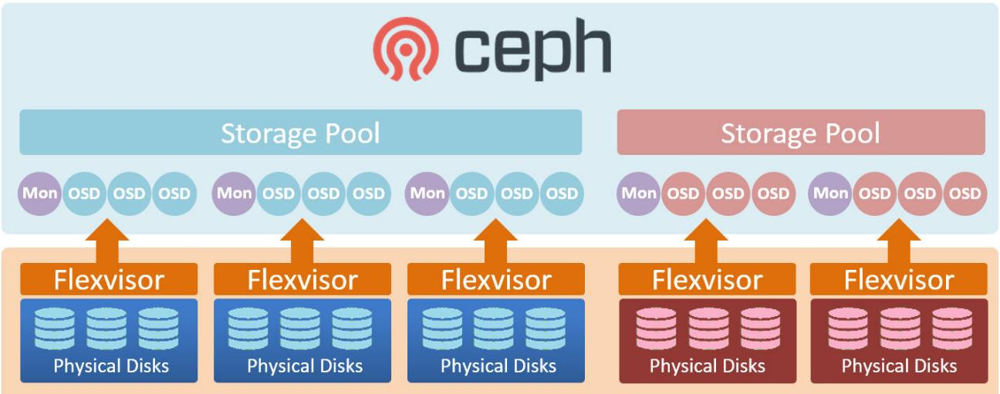 ceph
Storage Pool Storage Pool
Mon OSD OSD OSD Mon OSD OSD OSD Mon OSD OSD OSD Mon OSD OSD OSD Mon OSD OSD OSD
Flexvisor Flexvisor Flexvisor Flexvisor Flexvisor
Physical Disks Physical Disks Physical Disks Physical Disks Physical Disks